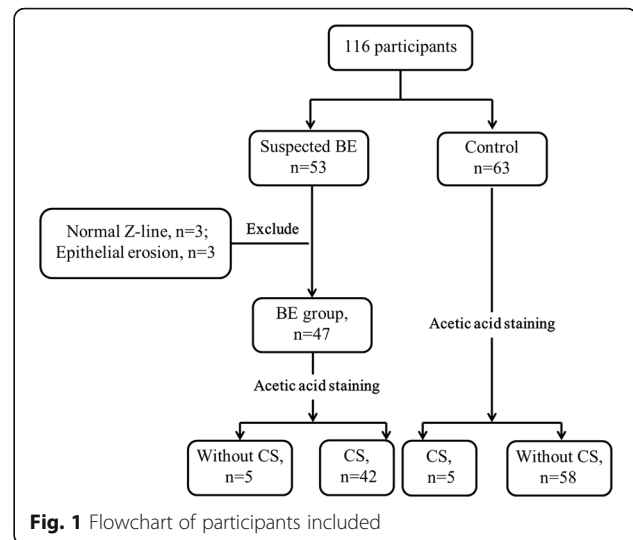 116 participants
Suspected BE
n=53
Control
n=63
Normal Z-line, n=3;
Epithelial erosion, n=3
Exclude
BE group,
n=47
Acetic acid staining
Acetic acid staining
Without CS,
n=5
CS,
n=42
CS,
n=5
Without CS,
n=58
Fig. 1 Flowchart of participants included